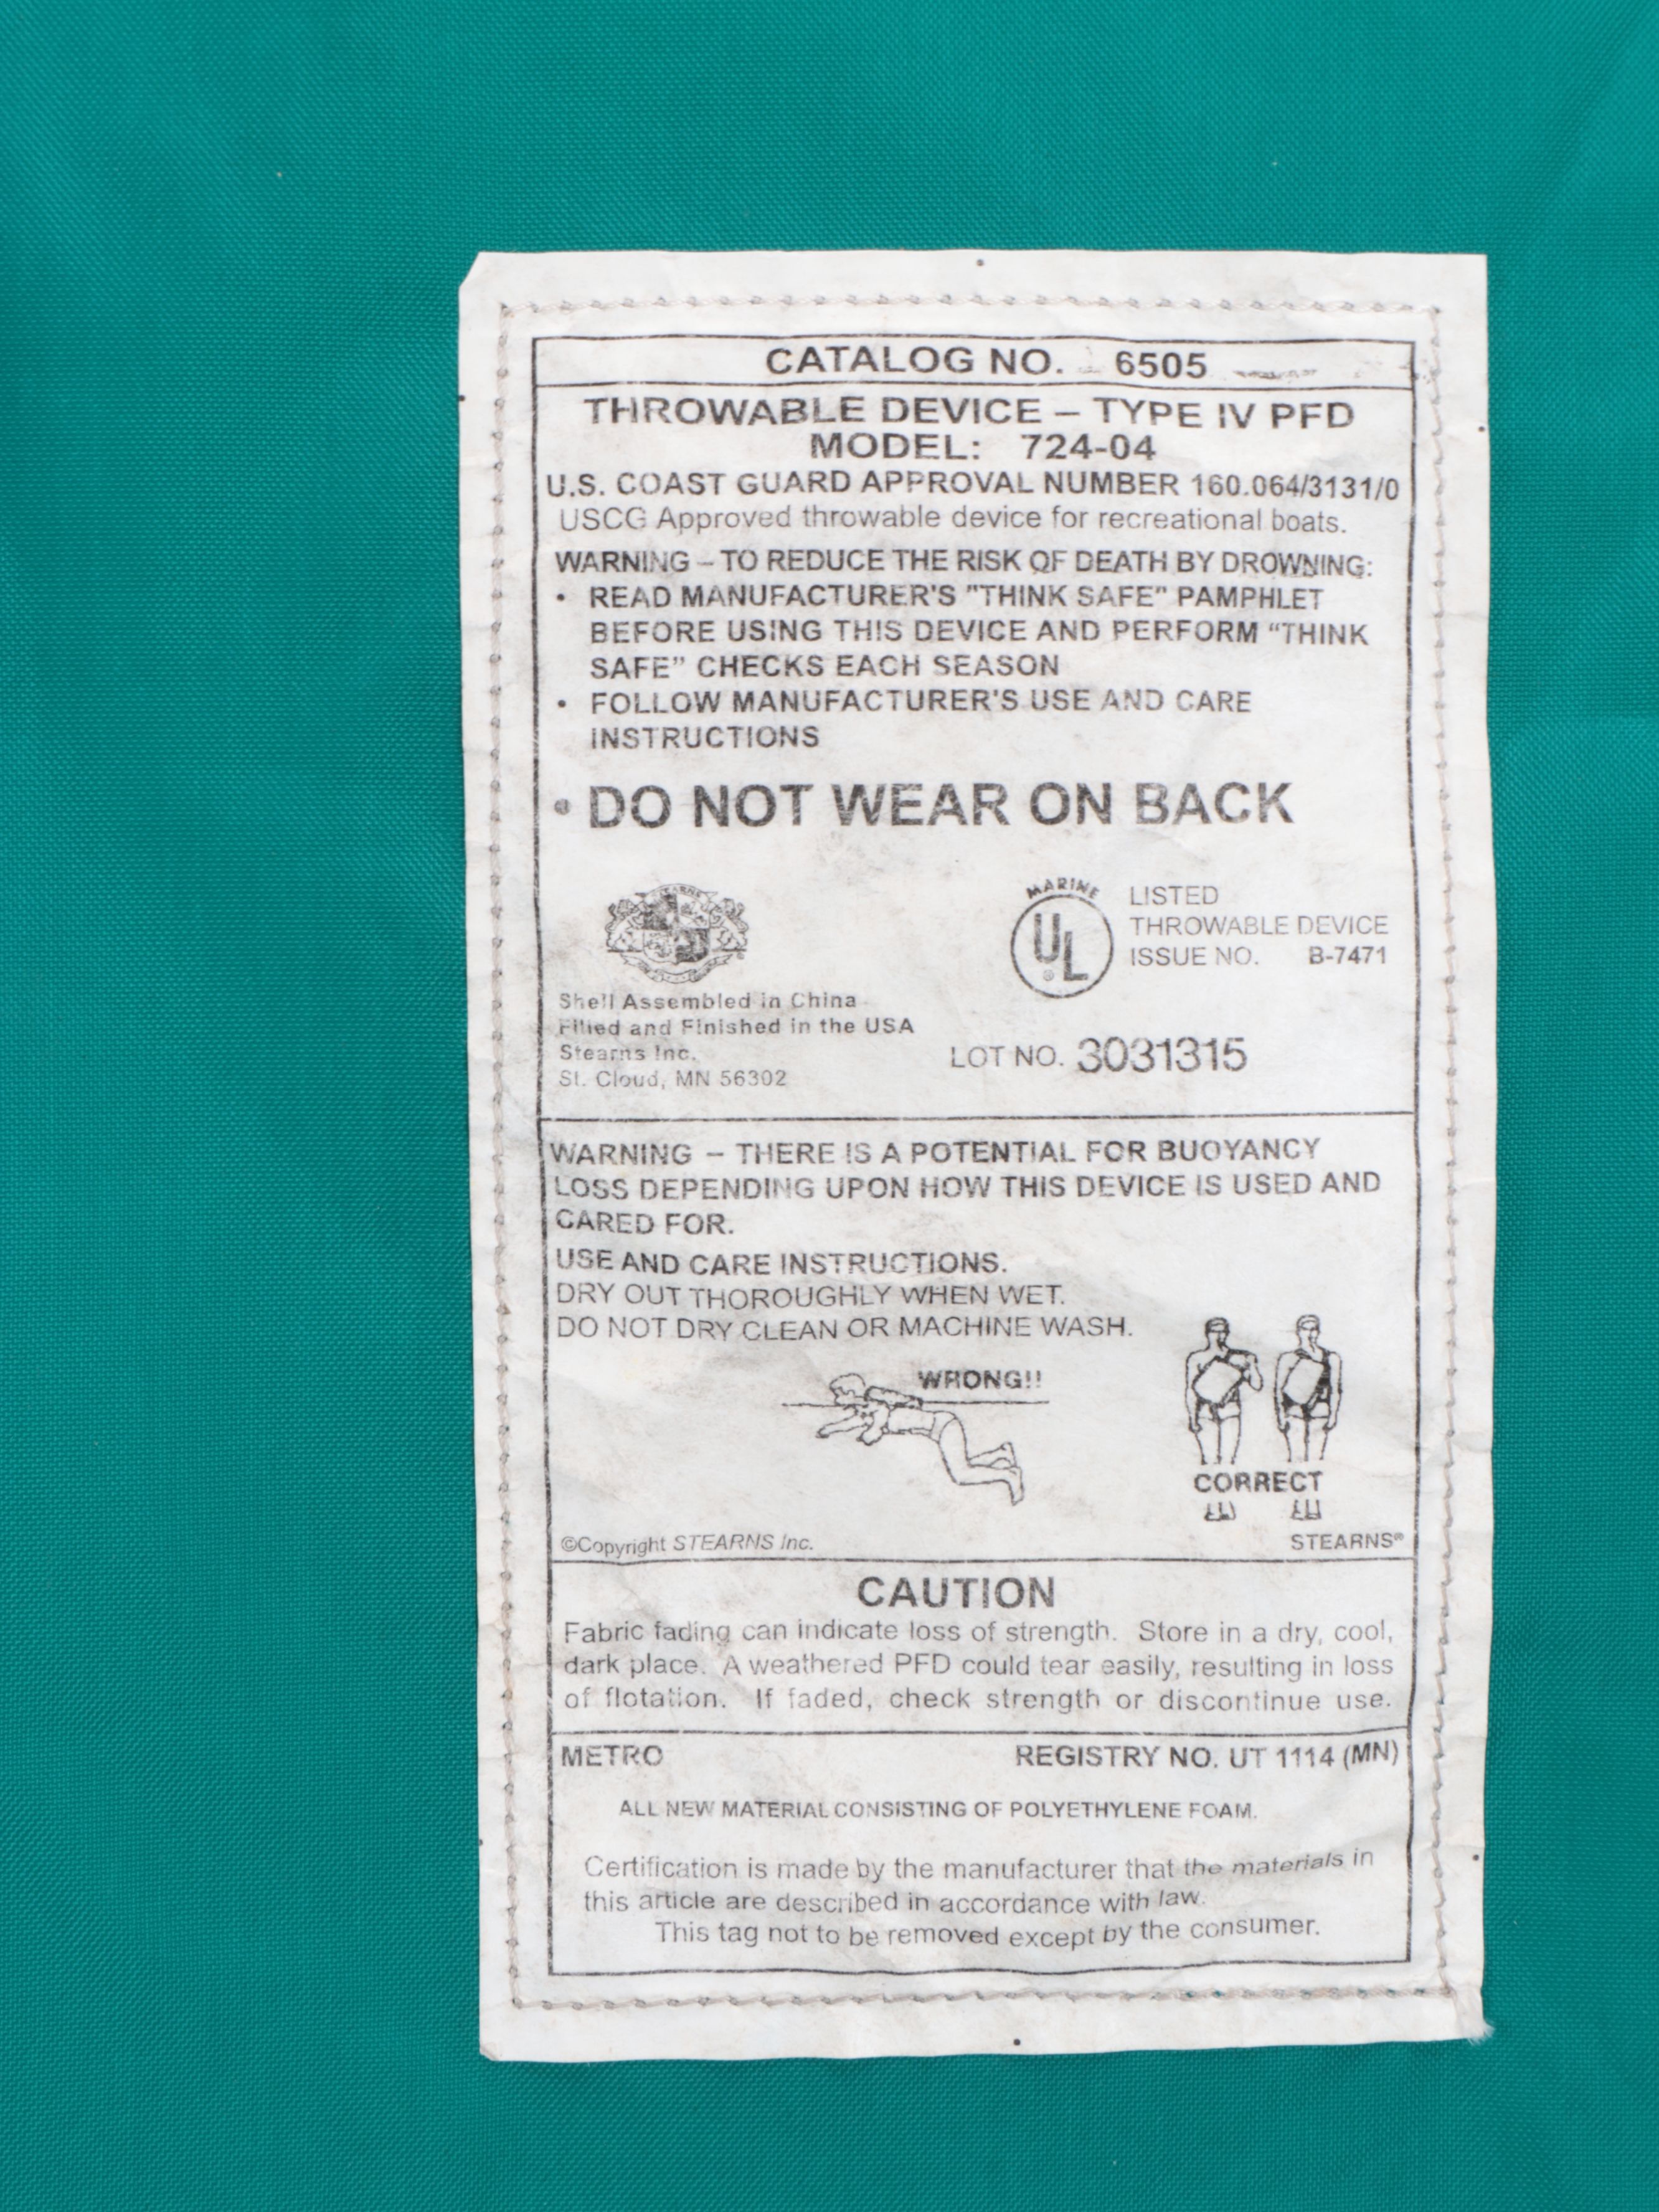 CATALOG NO. 6505
THROWABLE DEVICE – TYPE IV PFD
MODEL: 724-04
U.S. COAST GUARD APPROVAL NUMBER 160.064/3131/0
USCG Approved throwable device for recreational boats.
WARNING – TO REDUCE THE RISK OF DEATH BY DROWNING:
• READ MANUFACTURER'S "THINK SAFE" PAMPHLET
BEFORE USING THIS DEVICE AND PERFORM “THINK
SAFE” CHECKS EACH SEASON
• FOLLOW MANUFACTURER'S USE AND CARE
INSTRUCTIONS
• DO NOT WEAR ON BACK
STEARNS
MARINE
UL
®
LISTED
THROWABLE DEVICE
ISSUE NO. B-7471
Shell Assembled in China
Filled and Finished in the USA
Stearns Inc.
St. Cloud, MN 56302
LOT NO. 3031315
WARNING – THERE IS A POTENTIAL FOR BUOYANCY
LOSS DEPENDING UPON HOW THIS DEVICE IS USED AND
CARED FOR.
USE AND CARE INSTRUCTIONS.
DRY OUT THOROUGHLY WHEN WET.
DO NOT DRY CLEAN OR MACHINE WASH.
WRONG!!
CORRECT
©Copyright STEARNS Inc.
STEARNS®
CAUTION
Fabric fading can indicate loss of strength. Store in a dry, cool,
dark place. A weathered PFD could tear easily, resulting in loss
of flotation. If faded, check strength or discontinue use.
METRO
REGISTRY NO. UT 1114 (MN)
ALL NEW MATERIAL CONSISTING OF POLYETHYLENE FOAM.
Certification is made by the manufacturer that the materials in
this article are described in accordance with law.
This tag not to be removed except by the consumer.